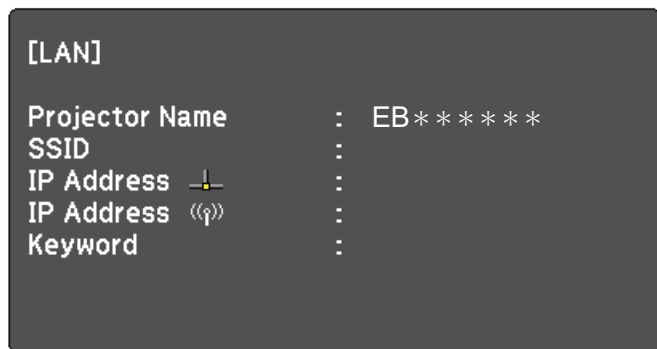 [LAN]
Projector Name : EB******
SSID :
IP Address :
IP Address :
Keyword :